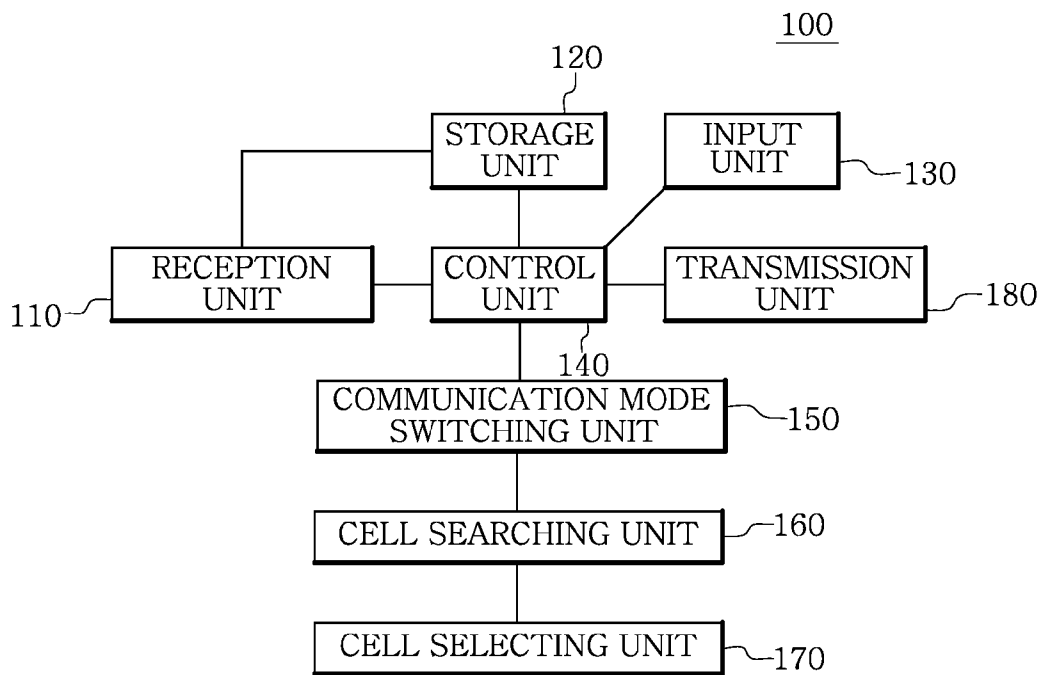 100
120
STORAGE
UNIT
INPUT
UNIT
130
RECEPTION
UNIT
110
CONTROL
UNIT
140
TRANSMISSION
UNIT
180
COMMUNICATION MODE
SWITCHING UNIT
150
CELL SEARCHING UNIT
160
CELL SELECTING UNIT
170